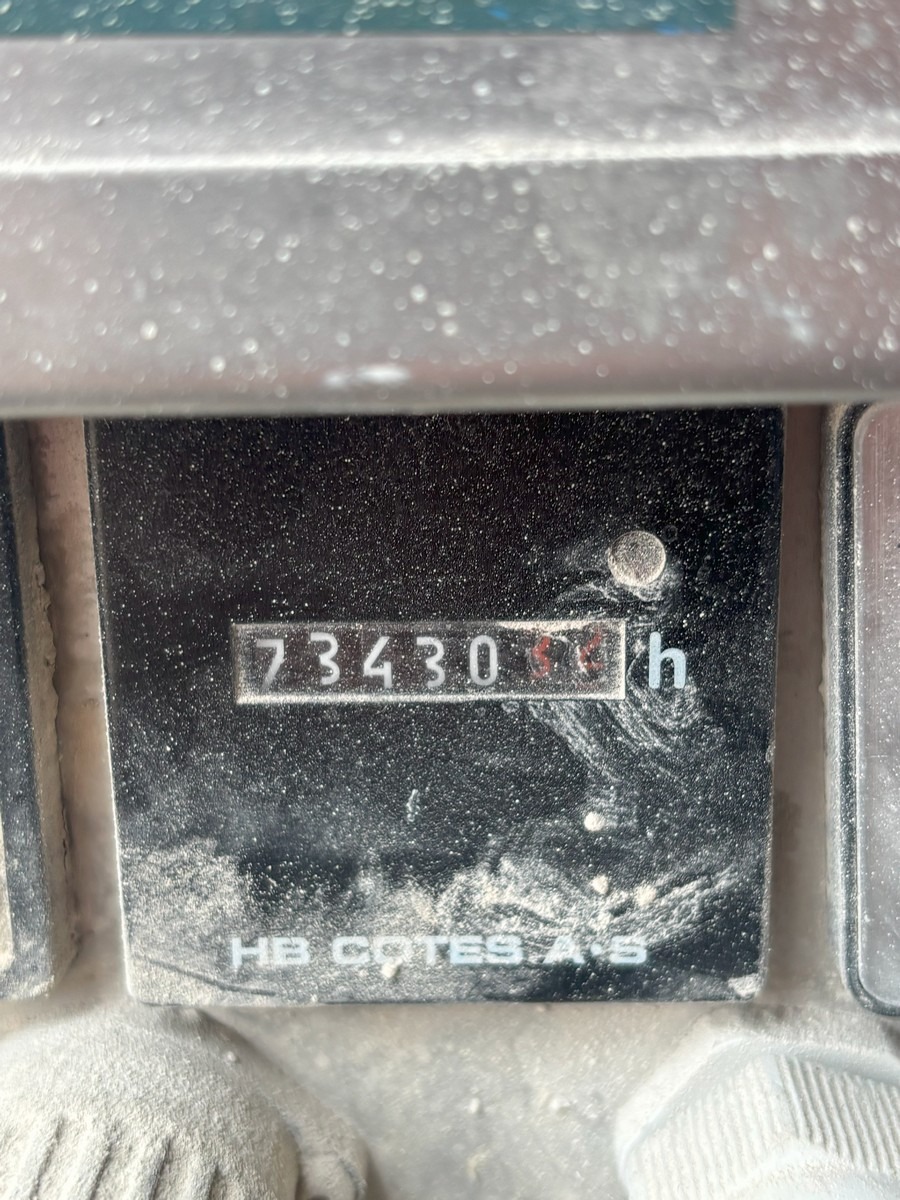 73430 h
HB COTES A·S